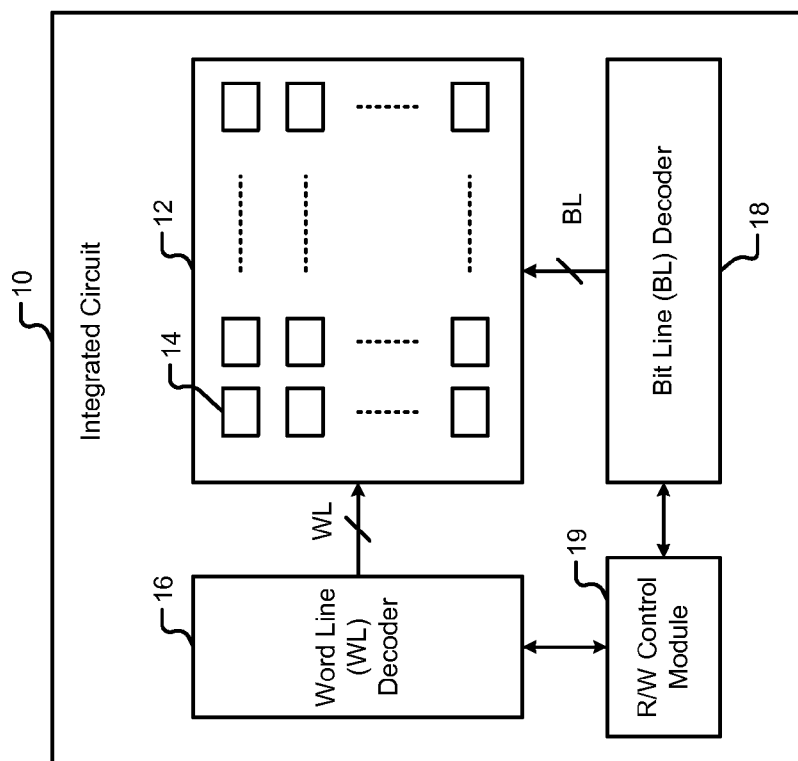 10
Integrated Circuit
12
14
16
Word Line
(WL)
Decoder
WL
BL
19
R/W Control
Module
Bit Line (BL) Decoder
18